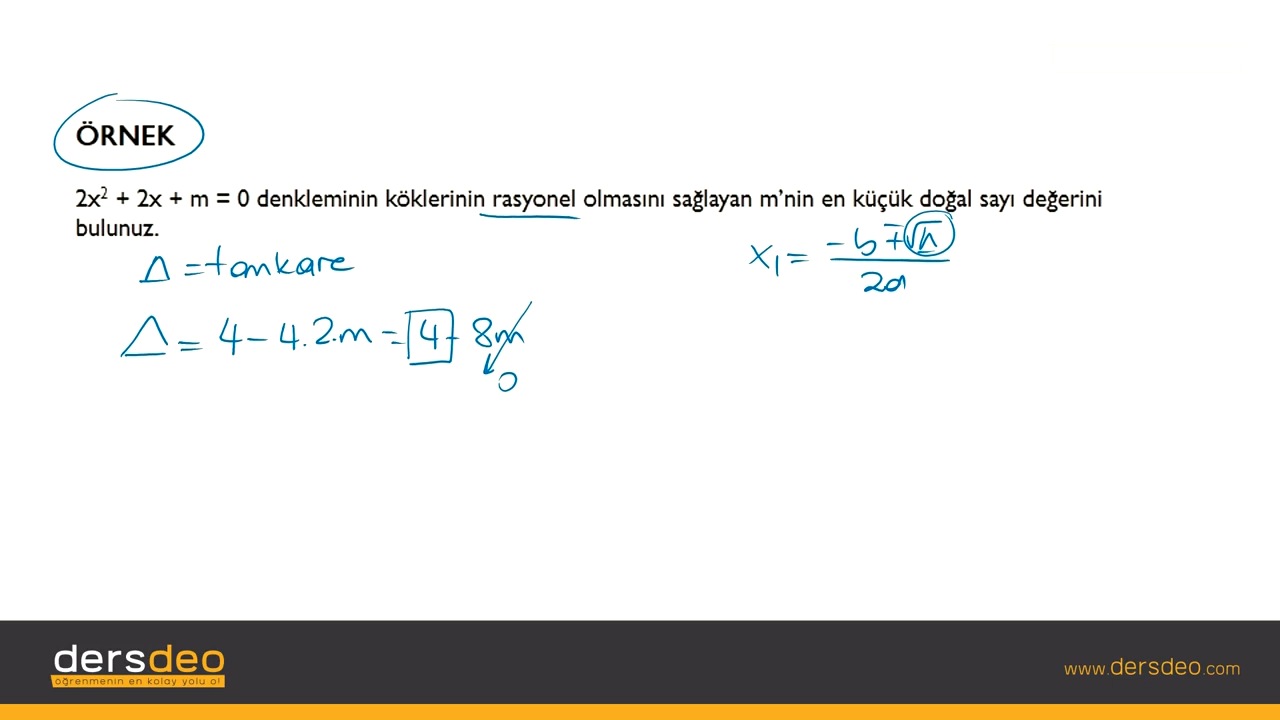 ÖRNEK
2x² + 2x + m = 0 denkleminin köklerinin rasyonel olmasını sağlayan m’nin en küçük doğal sayı değerini
bulunuz.
Δ = tamkare
x₁ = (-b ∓ √Δ) / 2a
Δ = 4 - 4.2.m = 4 - 8m
0
dersdeo
öğrenmenin en kolay yolu o!
www.dersdeo.com